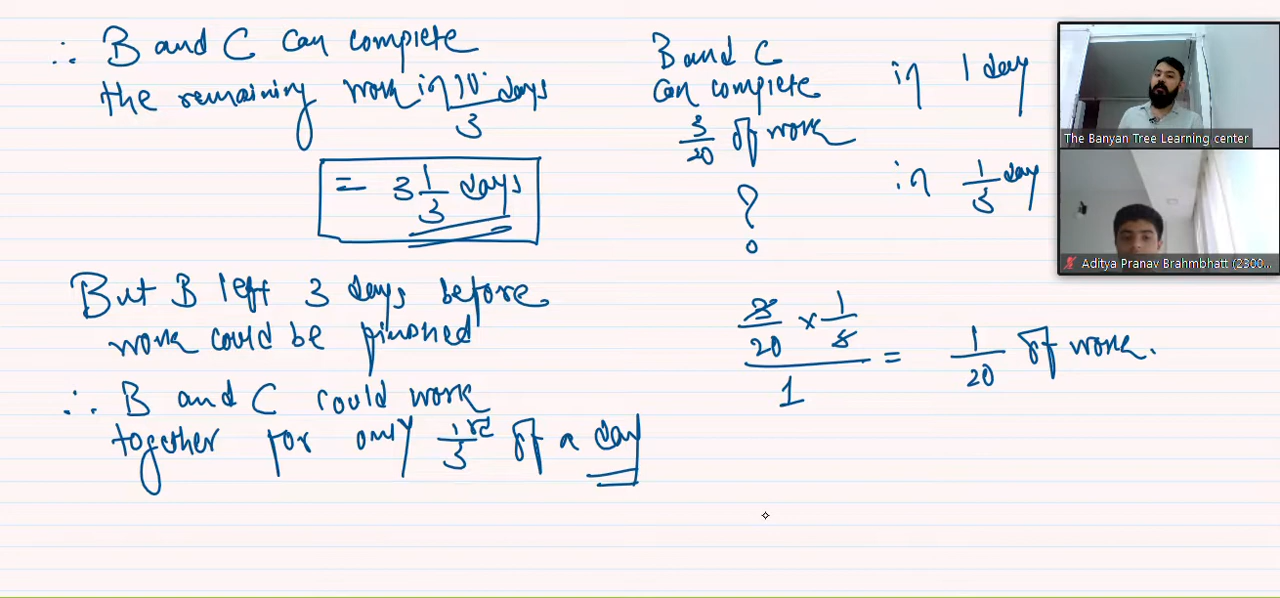 ∴ B and C can complete
the remaining work in 10/3 days
= 3 1/3 days
But B left 3 days before
work could be finished
∴ B and C could work
together for only 1/3 rd of a day
B and C
can complete in 1 day
3/20 of work
in 1/3 day
?
3/20 × 1/3
1
= 1/20 of work.
The Banyan Tree Learning center
Aditya Pranav Brahmbhatt (2300...